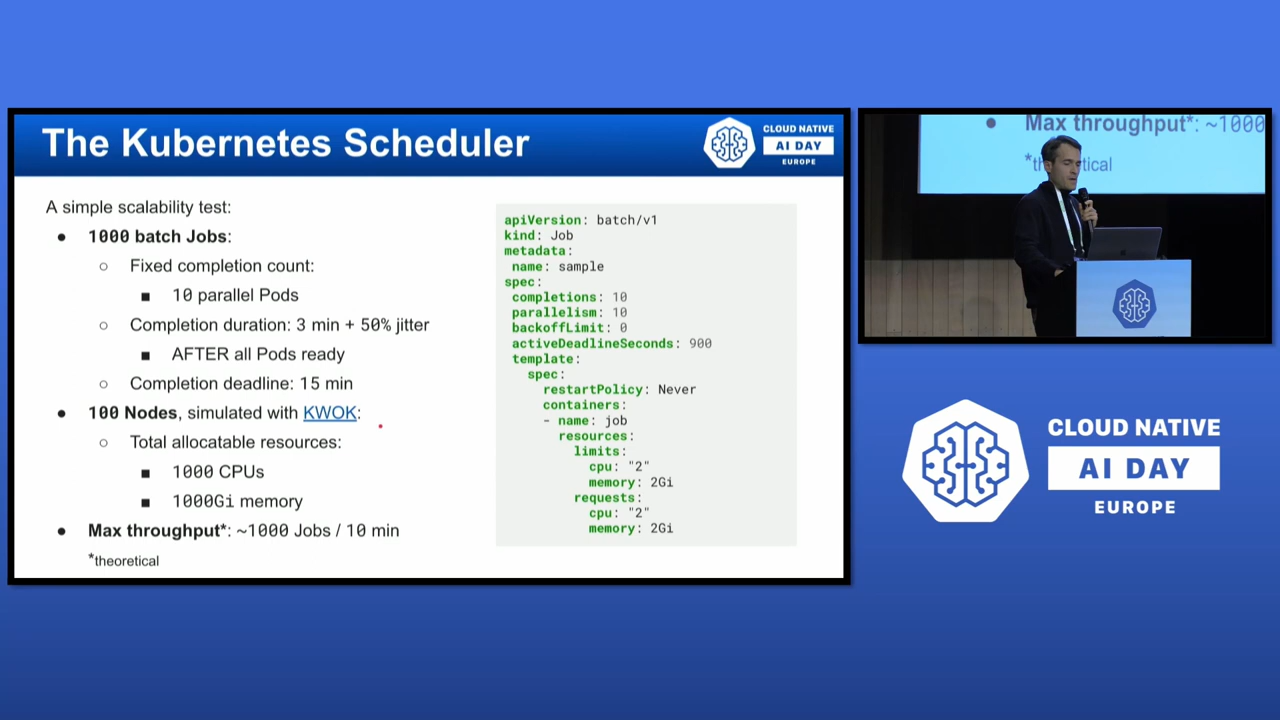 The Kubernetes Scheduler
CLOUD NATIVE
AI DAY
EUROPE
A simple scalability test:
● 1000 batch Jobs:
○ Fixed completion count:
■ 10 parallel Pods
○ Completion duration: 3 min + 50% jitter
■ AFTER all Pods ready
○ Completion deadline: 15 min
● 100 Nodes, simulated with KWOK:
○ Total allocatable resources:
■ 1000 CPUs
■ 1000Gi memory
● Max throughput*: ~1000 Jobs / 10 min
*theoretical
apiVersion: batch/v1
kind: Job
metadata:
name: sample
spec:
completions: 10
parallelism: 10
backoffLimit: 0
activeDeadlineSeconds: 900
template:
spec:
restartPolicy: Never
containers:
- name: job
resources:
limits:
cpu: "2"
memory: 2Gi
requests:
cpu: "2"
memory: 2Gi
● Max throughput*: ~1000
CLOUD NATIVE
AI DAY
EUROPE